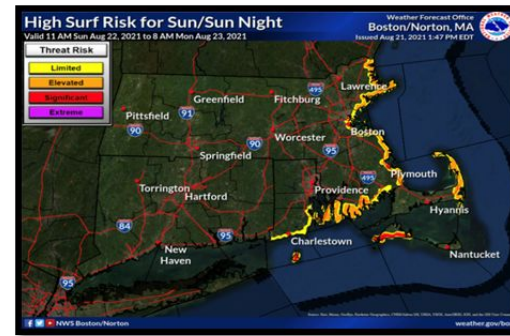 High Surf Risk for Sun/Sun Night
Valid 11 AM Sun Aug 22, 2021 to 8 AM Mon Aug 23, 2021
Weather Forecast Office
Boston/Norton, MA
Issued Aug 21, 2021 1:47 PM EDT
Threat Risk
Limited
Elevated
Significant
Extreme
Lawrence
495
Greenfield
Fitchburg
Pittsfield
91
90
Boston
Worcester
90
95
Springfield
495
Plymouth
Torrington
Providence
Hartford
Hyannis
84
95
Charlestown
New
Haven
Nantucket
95
NWS Boston/Norton
weather.gov/bo